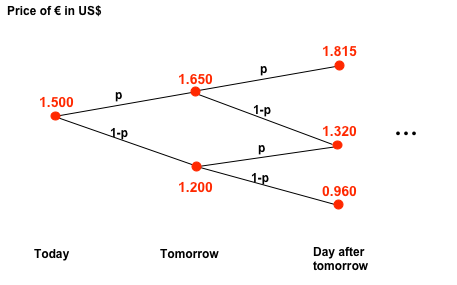 Price of € in US$
1.815
p
1.650
p
1.500
1-p
1.320
...
1-p
p
1.200
1-p
0.960
Today
Tomorrow
Day after
tomorrow